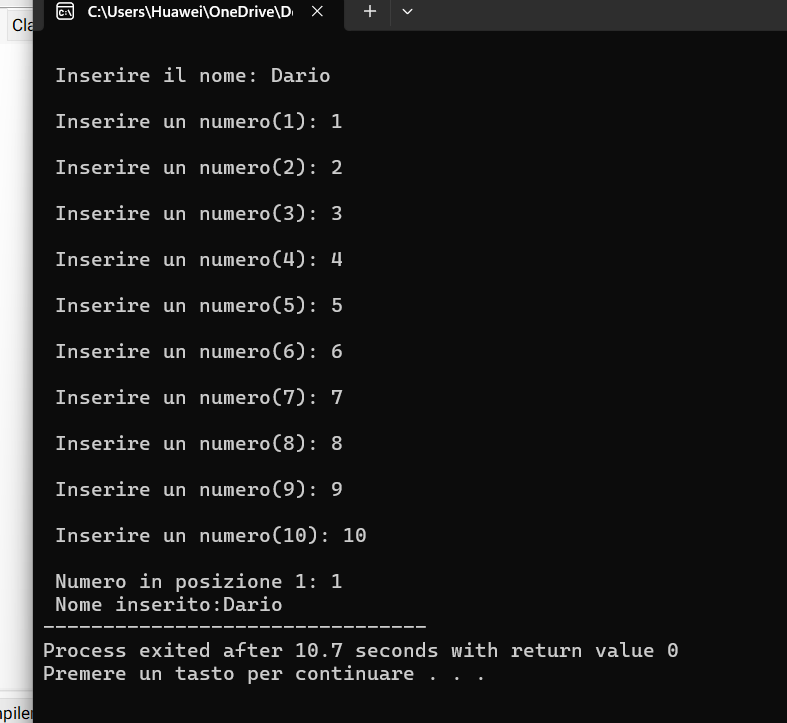 C:\Users\Huawei\OneDrive\D
Inserire il nome: Dario
Inserire un numero(1): 1
Inserire un numero(2): 2
Inserire un numero(3): 3
Inserire un numero(4): 4
Inserire un numero(5): 5
Inserire un numero(6): 6
Inserire un numero(7): 7
Inserire un numero(8): 8
Inserire un numero(9): 9
Inserire un numero(10): 10
Numero in posizione 1: 1
Nome inserito:Dario
--------------------------------
Process exited after 10.7 seconds with return value 0
Premere un tasto per continuare . . .